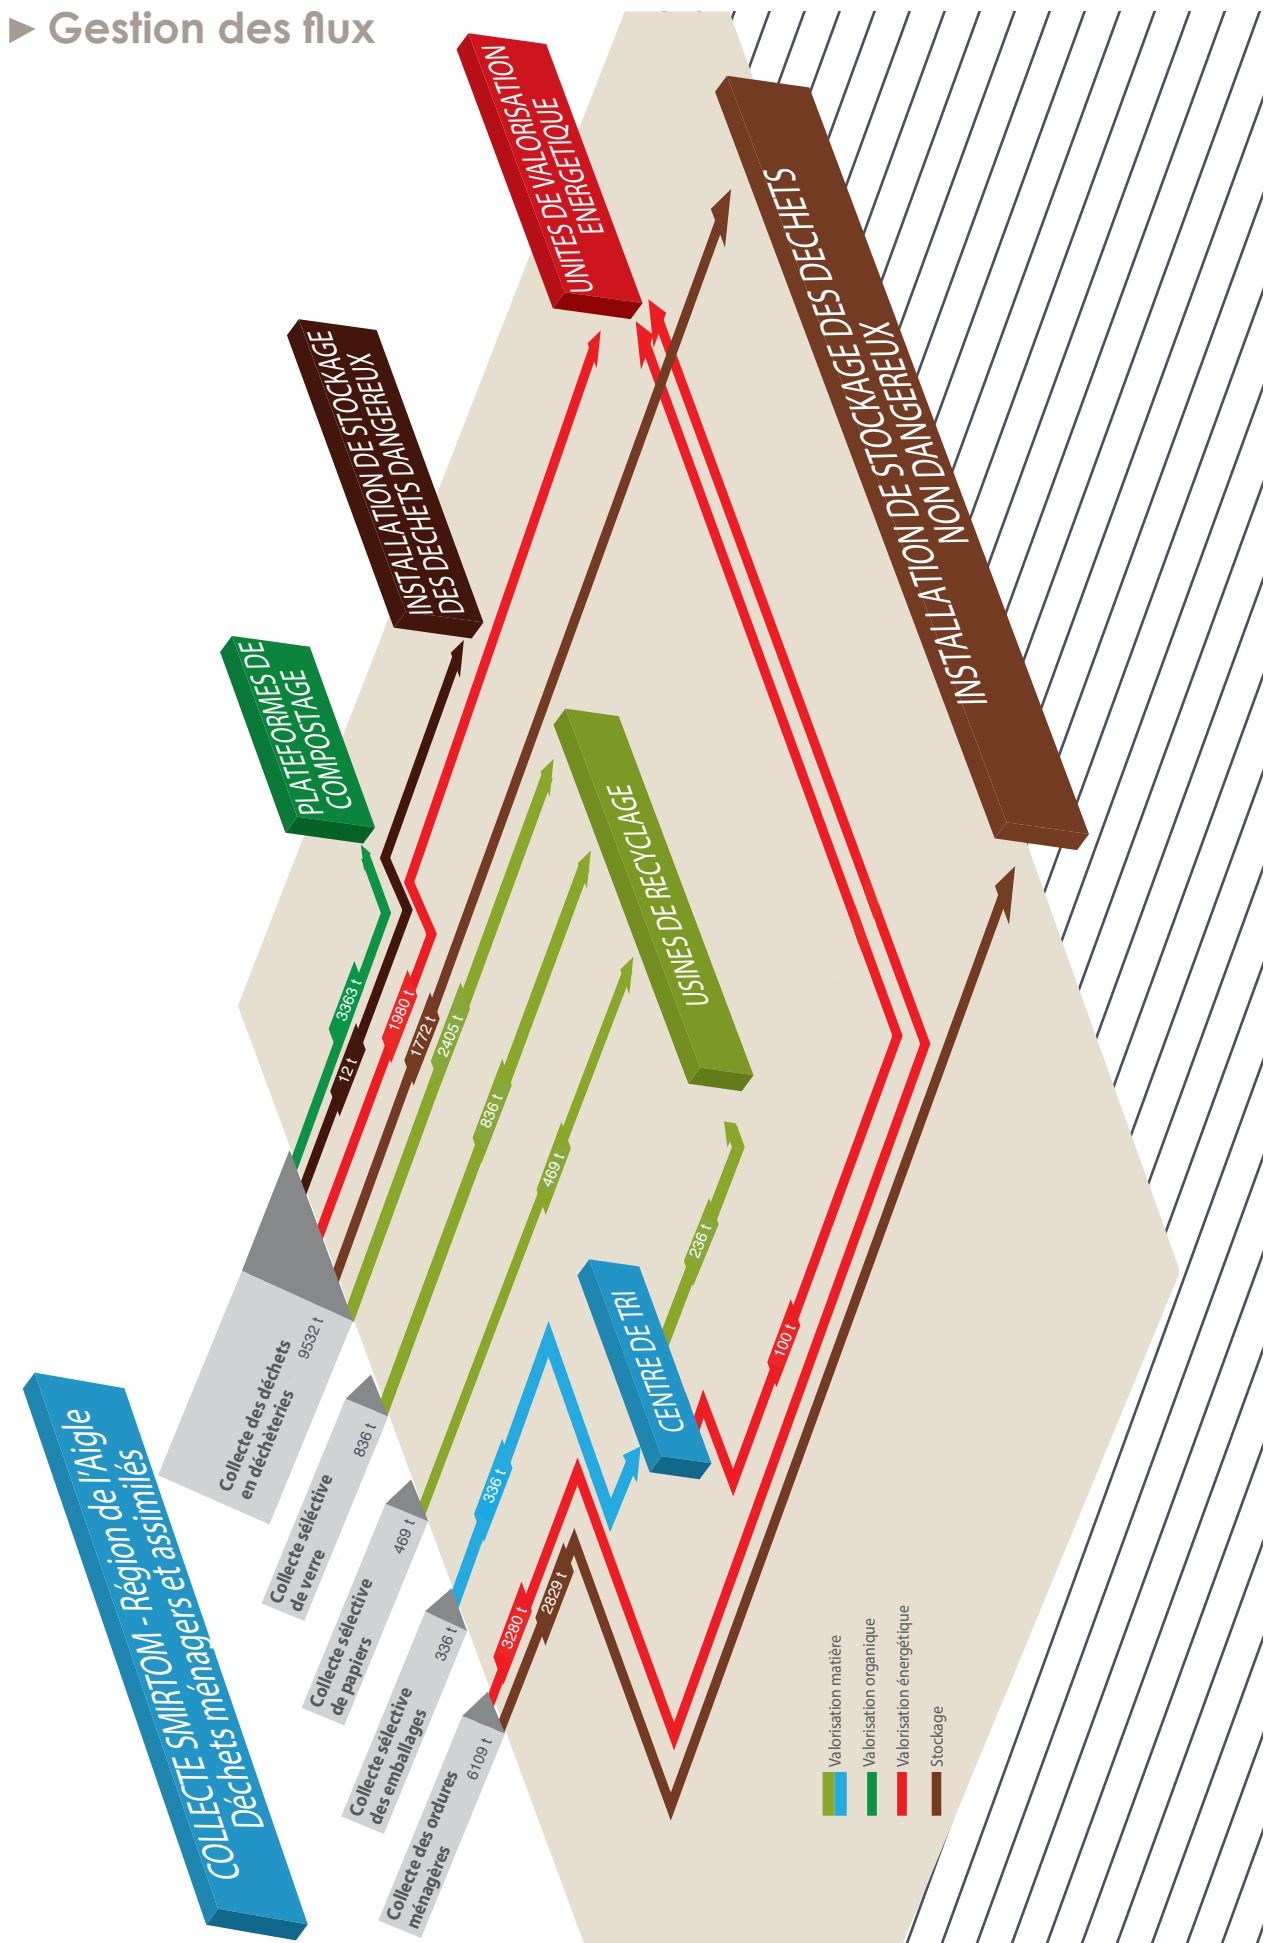 ► Gestion des flux
COLLECTE SMIRTOM - Région de l'Aigle
Déchets ménagers et assimilés
Collecte des déchets
en déchèteries
9532 t
Collecte séléctive
de verre
836 t
Collecte sélective
de papiers
469 t
Collecte sélective
des emballages
336 t
Collecte des ordures
ménagères
6109 t
3363 t
12 t
1980 t
1772 t
2405 t
836 t
469 t
336 t
3280 t
2829 t
236 t
100 t
CENTRE DE TRI
PLATEFORMES DE
COMPOSTAGE
INSTALLATION DE STOCKAGE
DES DECHETS DANGEREUX
UNITES DE VALORISATION
ENERGETIQUE
USINES DE RECYCLAGE
INSTALLATION DE STOCKAGE DES DECHETS
NON DANGEREUX
Valorisation matière
Valorisation organique
Valorisation énergétique
Stockage